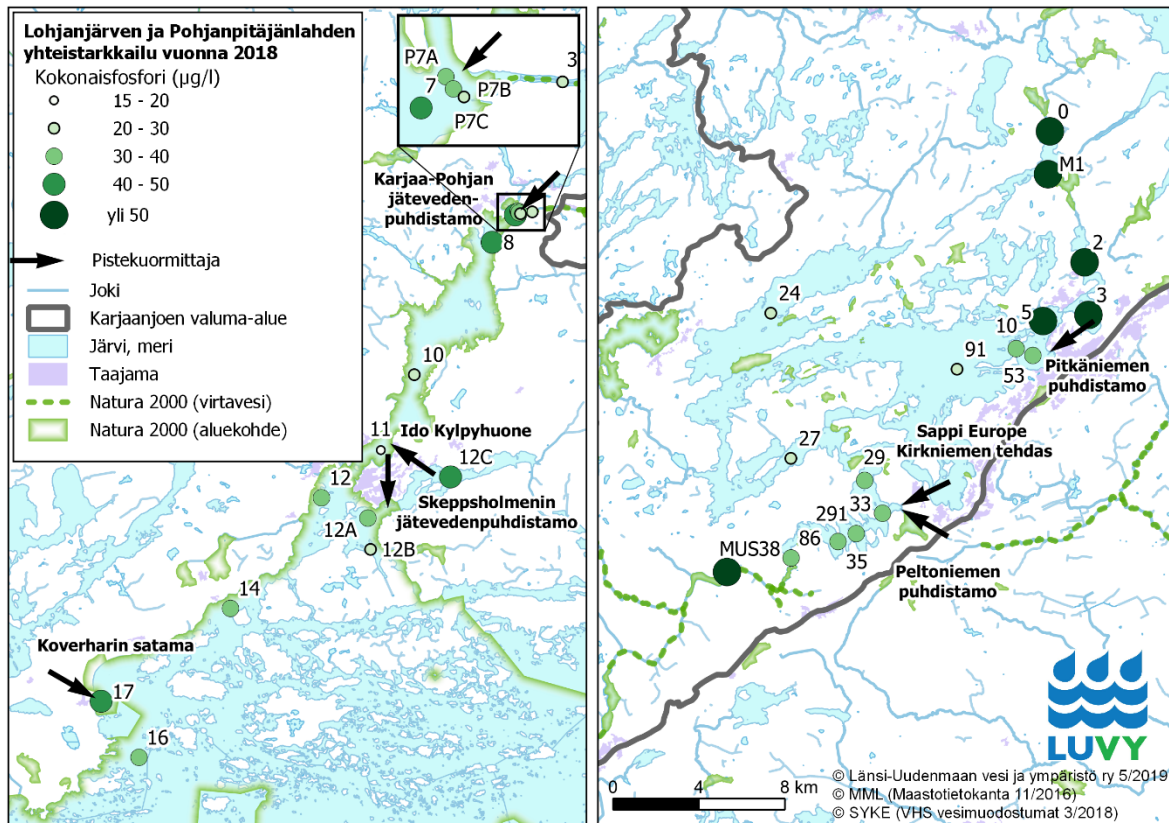 Lohjanjärven ja Pohjanpitäjänlahden
yhteistarkkailu vuonna 2018
Kokonaisfosfori (µg/l)
15 - 20
20 - 30
30 - 40
40 - 50
yli 50
Pistekuormittaja
Joki
Karjaanjoen valuma-alue
Järvi, meri
Taajama
Natura 2000 (virtavesi)
Natura 2000 (aluekohde)
P7A
3
7
P7B
P7C
Karjaa-Pohjan
jäteveden-
puhdistamo
8
10
11
Ido Kylpyhuone
12C
12
Skeppsholmenin
jätevedenpuhdistamo
12A
12B
14
Koverharin satama
17
16
0
M1
2
24
3
5
10
91
53
Pitkäniemen
puhdistamo
27
Sappi Europe
Kirkniemen tehdas
29
33
291
86
35
MUS38
Peltoniemen
puhdistamo
LUVY
0
4
8 km
© Länsi-Uudenmaan vesi ja ympäristö ry 5/2019
© MML (Maastotietokanta 11/2016)
© SYKE (VHS vesimuodostumat 3/2018)